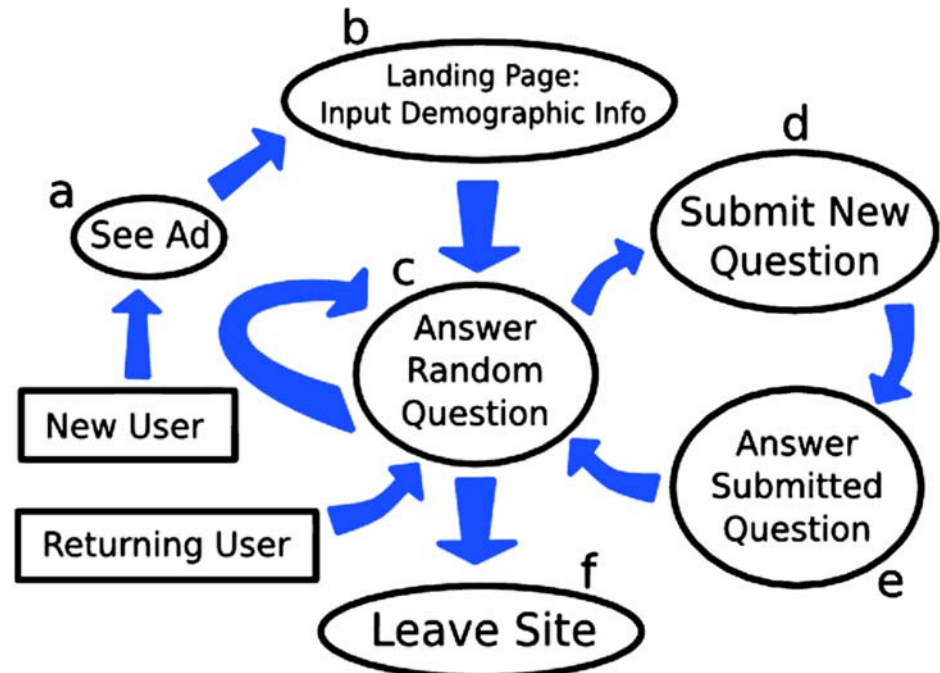 b
Landing Page:
Input Demographic Info
d
Submit New
Question
a
See Ad
c
Answer
Random
Question
New User
Returning User
Answer
Submitted
Question
e
f
Leave Site